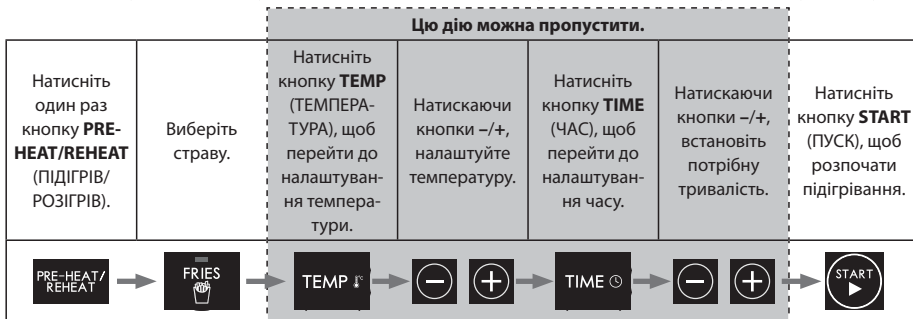 Цю дію можна пропустити.
Натисніть
один раз
кнопку PRE-
HEAT/REHEAT
(ПІДІГРІВ/
РОЗІГРІВ).
Виберіть
страву.
Натисніть
кнопку TEMP
(ТЕМПЕРА-
ТУРА), щоб
перейти до
налаштуван-
ня темпера-
тури.
Натискаючи
кнопки –/+,
налаштуйте
температуру.
Натисніть
кнопку TIME
(ЧАС), щоб
перейти до
налаштуван-
ня часу.
Натискаючи
кнопки –/+,
встановіть
потрібну
тривалість.
Натисніть
кнопку START
(ПУСК), щоб
розпочати
підігрівання.
PRE-HEAT/
REHEAT
FRIES
TEMP °C
TIME
START